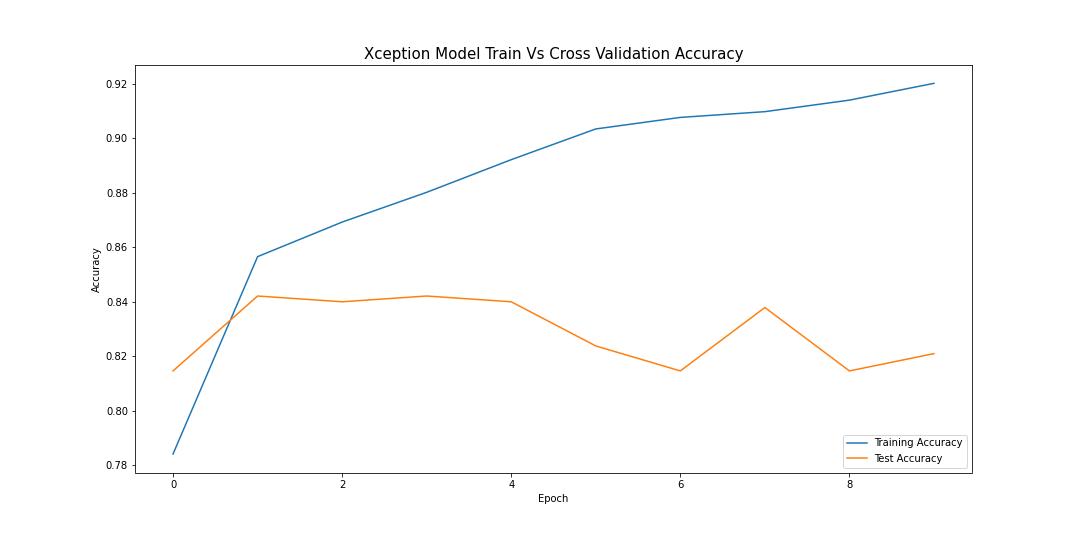 Xception Model Train Vs Cross Validation Accuracy
0.92
0.90
0.88
0.86
0.84
0.82
0.80
0.78
Accuracy
Training Accuracy
Test Accuracy
0 2 4 6 8
Epoch